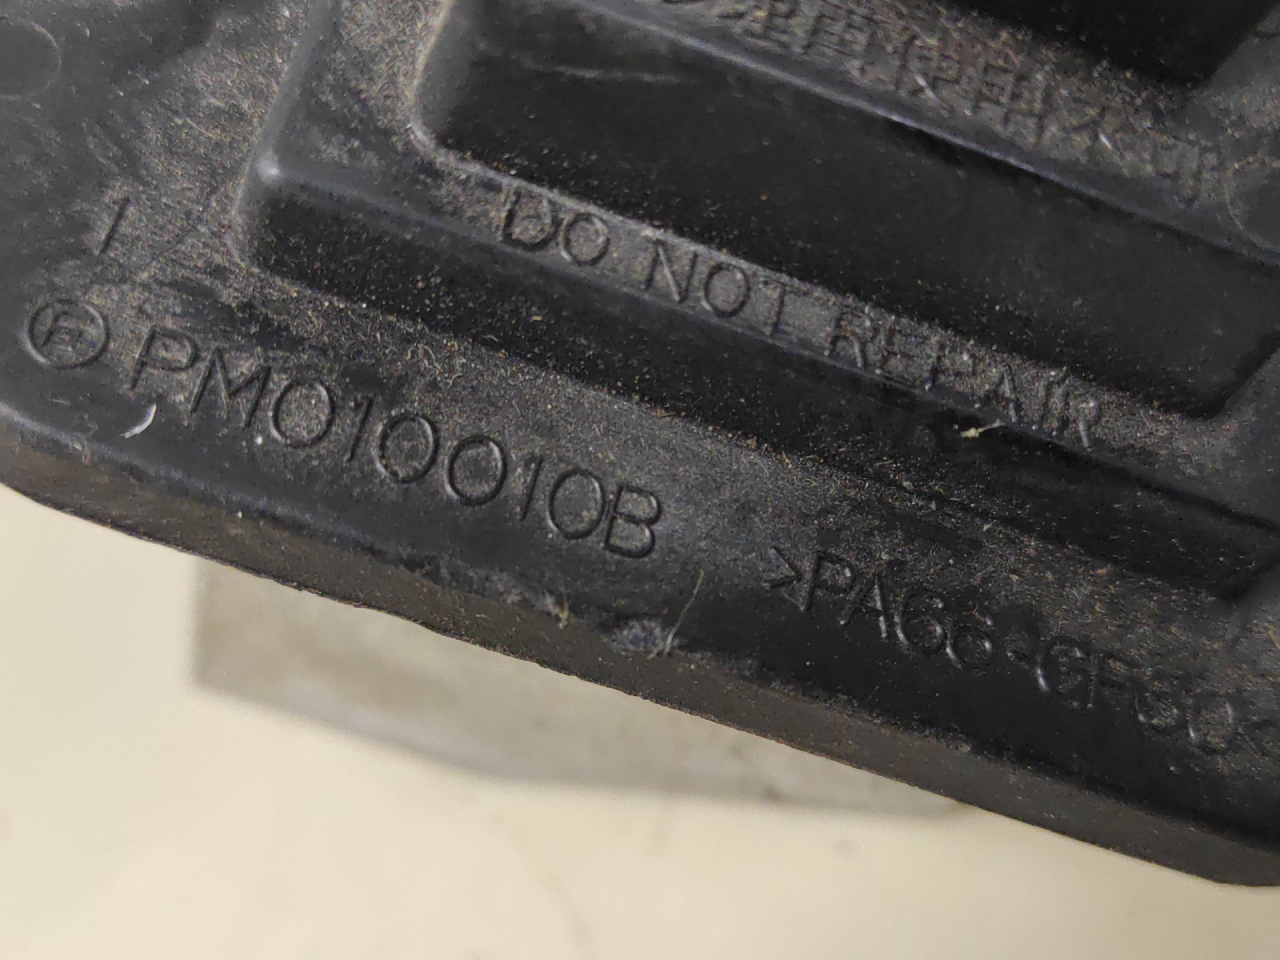 DO NOT REPAIR
PM010010B
>PA66-GF30<